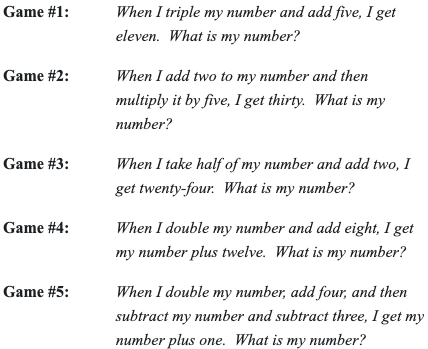 Game #1: When I triple my number and add five, I get
eleven. What is my number?
Game #2: When I add two to my number and then
multiply it by five, I get thirty. What is my
number?
Game #3: When I take half of my number and add two, I
get twenty-four. What is my number?
Game #4: When I double my number and add eight, I get
my number plus twelve. What is my number?
Game #5: When I double my number, add four, and then
subtract my number and subtract three, I get my
number plus one. What is my number?